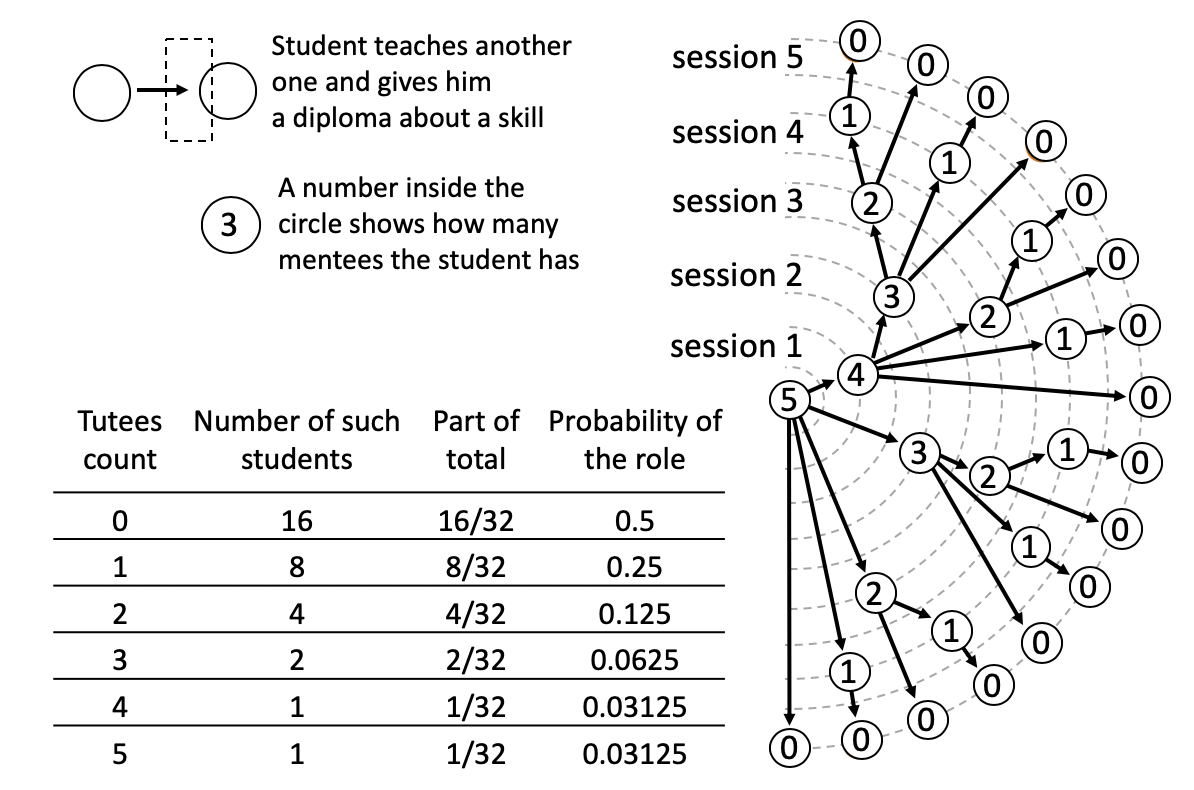 Student teaches another
one and gives him
a diploma about a skill
3
A number inside the
circle shows how many
mentees the student has
Tutees count	Number of such students	Part of total	Probability of the role
0	16	16/32	0.5
1	8	8/32	0.25
2	4	4/32	0.125
3	2	2/32	0.0625
4	1	1/32	0.03125
5	1	1/32	0.03125
session 5
session 4
session 3
session 2
session 1
0
0
1
0
0
1
0
2
1
0
3
2
0
1
4
0
5
3
1
0
2
0
1
0
2
1
0
1
0
0
0
0